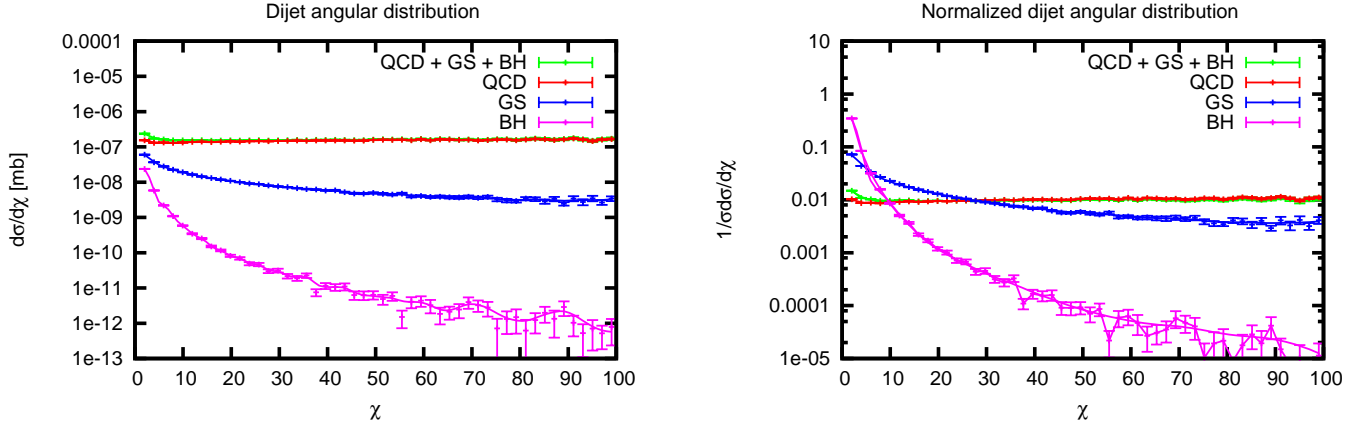 Dijet angular distribution
0.0001
1e-05
1e-06
1e-07
1e-08
1e-09
1e-10
1e-11
1e-12
1e-13
dσ/dχ [mb]
QCD + GS + BH
QCD
GS
BH
0 10 20 30 40 50 60 70 80 90 100
χ
Normalized dijet angular distribution
10
1
0.1
0.01
0.001
0.0001
1e-05
1/σdσ/dχ
QCD + GS + BH
QCD
GS
BH
0 10 20 30 40 50 60 70 80 90 100
χ